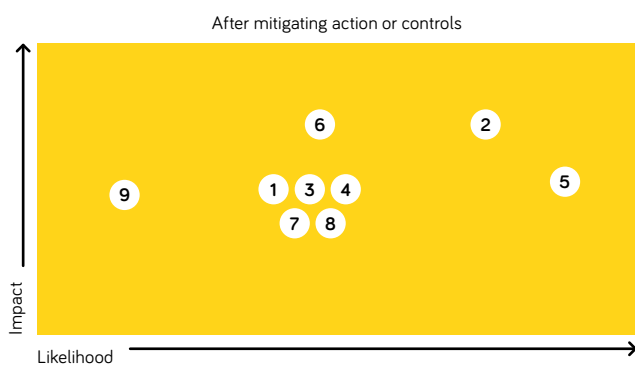 After mitigating action or controls
6 2
5
1 3 4
9
7 8
Impact
Likelihood